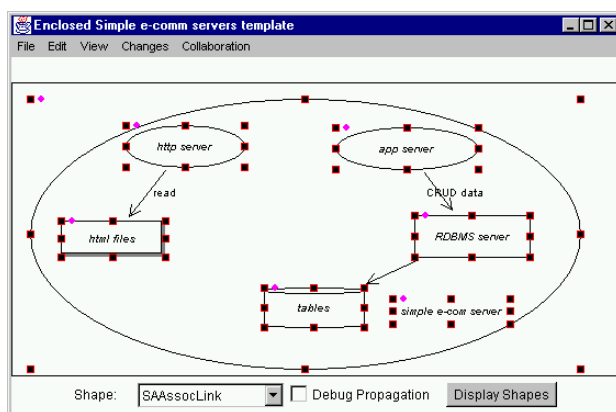 Enclosed Simple e-comm servers template
File Edit View Changes Collaboration
http server
app server
read
CRUD data
html files
RDBMS server
tables
simple e-com server
Shape: SAAssocLink Debug Propagation Display Shapes